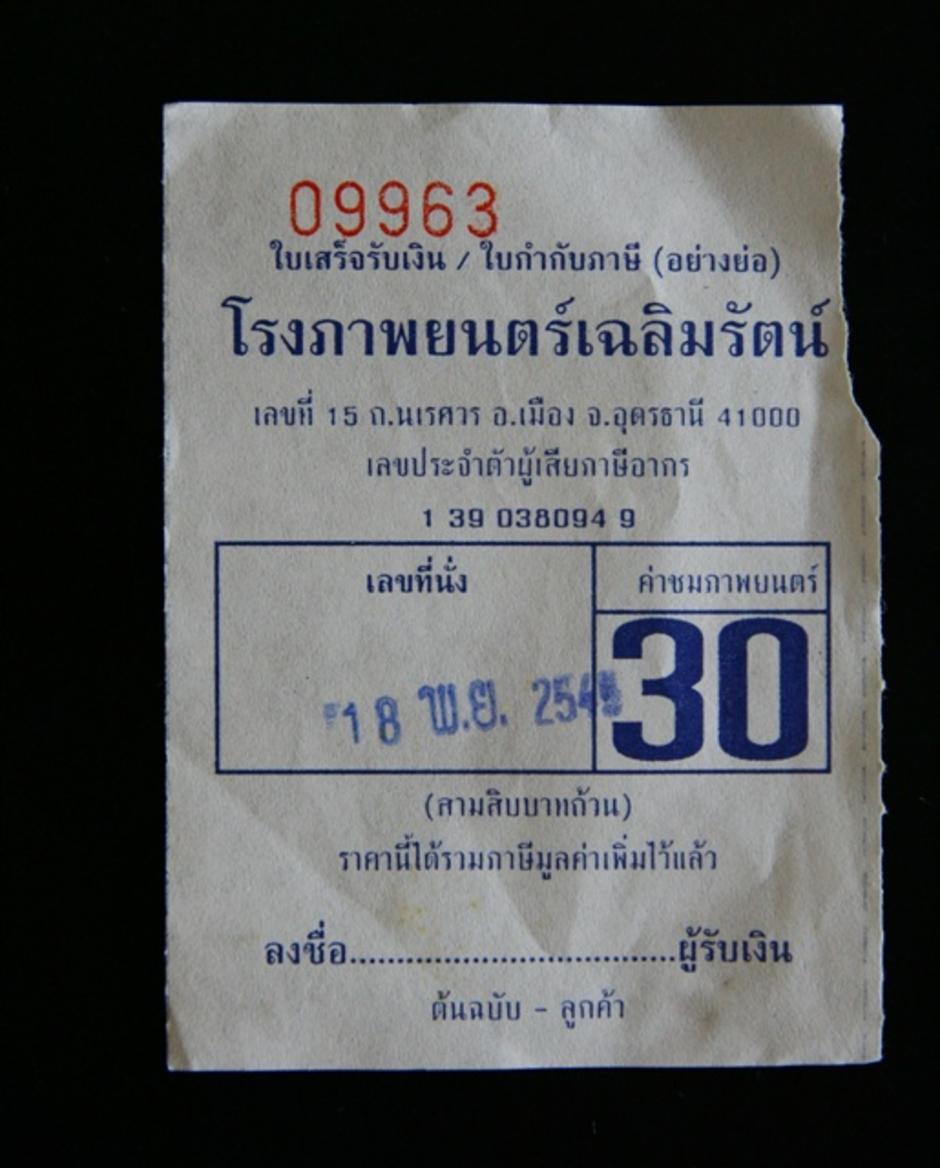 09963
ใบเสร็จรับเงิน / ใบกำกับภาษี (อย่างย่อ)
โรงภาพยนตร์เฉลิมรัตน์
เลขที่ 15 ถ.นเรศวร อ.เมือง จ.อุดรธานี 41000
เลขประจำตัวผู้เสียภาษีอากร
1 39 038094 9
เลขที่นั่ง
ค่าชมภาพยนตร์
18 พ.ย.
30
(สามสิบบาทถ้วน)
ราคานี้ได้รวมภาษีมูลค่าเพิ่มไว้แล้ว
ลงชื่อ.................................ผู้รับเงิน
ต้นฉบับ - ลูกค้า